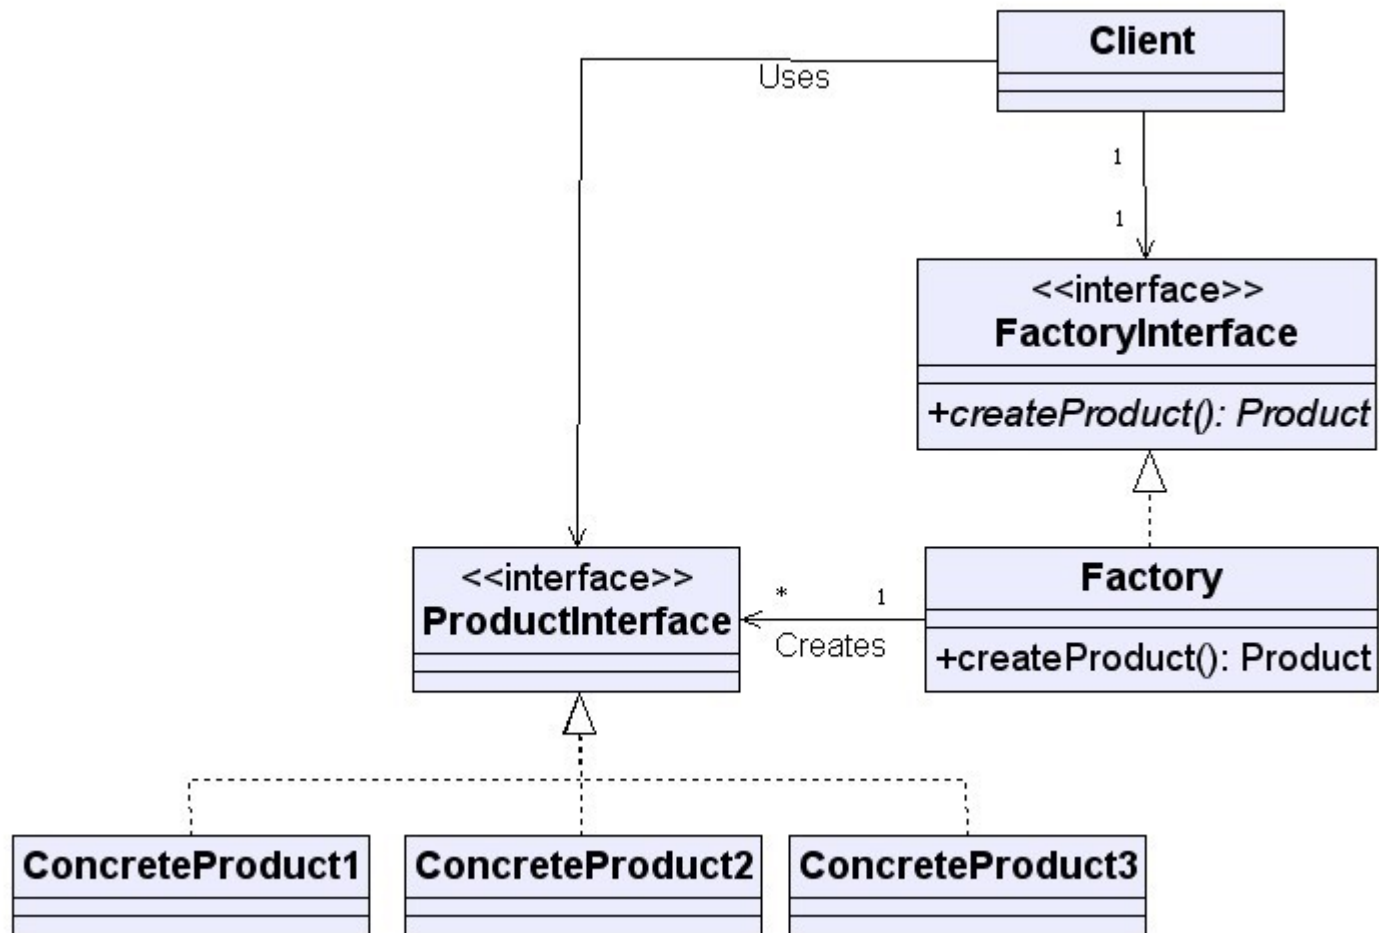 Client
Uses
1
1
<<interface>>
FactoryInterface
+createProduct(): Product
<<interface>>
ProductInterface
* 1
Creates
Factory
+createProduct(): Product
ConcreteProduct1
ConcreteProduct2
ConcreteProduct3